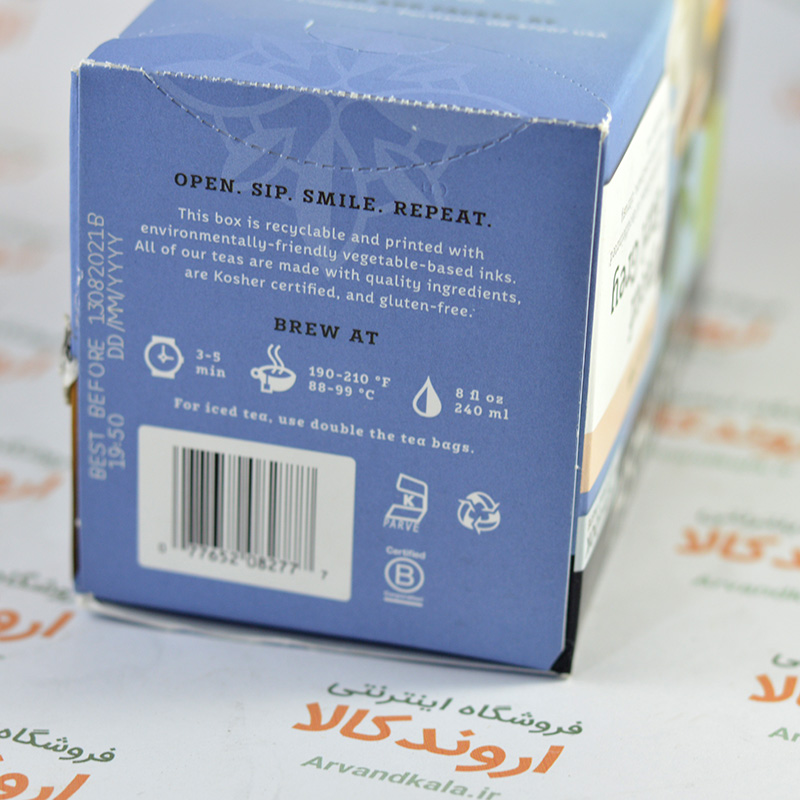 OPEN. SIP. SMILE. REPEAT.
This box is recyclable and printed with
environmentally-friendly vegetable-based inks.
All of our teas are made with quality ingredients,
are Kosher certified, and gluten-free.
BREW AT
3-5
min
190-210 °F
88-99 °C
8 fl oz
240 ml
For iced tea, use double the tea bags.
BEST BEFORE 13082021B
19:50 DD/MM/YYYY
0 77652 08277 7
K
PARVE
Certified
B
Corporation
فروشگاه اینترنتی
اروند کالا
Arvandkala.ir